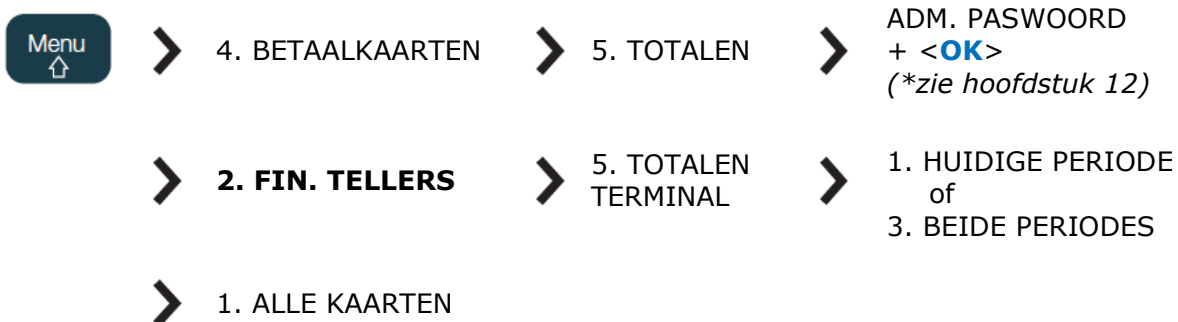 Menu
4. BETAALKAARTEN
5. TOTALEN
ADM. PASWOORD
+ <OK>
(*zie hoofdstuk 12)
2. FIN. TELLERS
5. TOTALEN
TERMINAL
1. HUIDIGE PERIODE
of
3. BEIDE PERIODES
1. ALLE KAARTEN